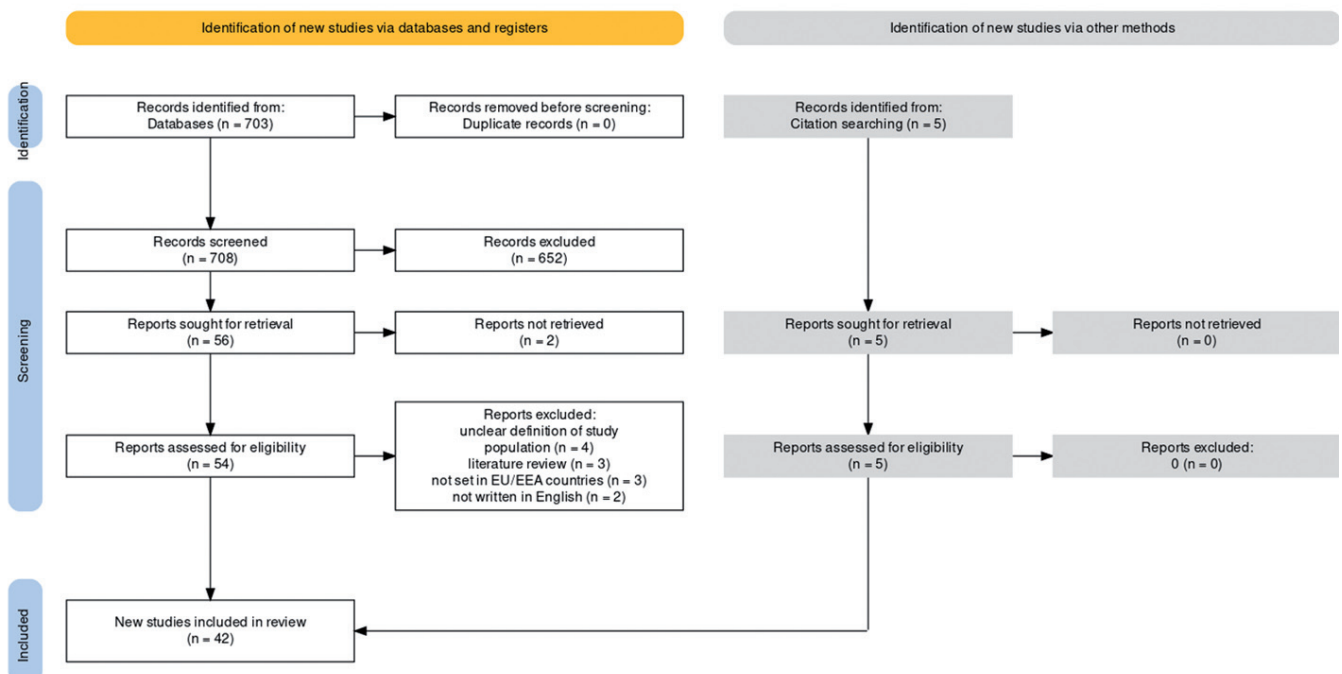 Identification of new studies via databases and registers
Identification of new studies via other methods
Identification
Records identified from:
Databases (n = 703)
Records removed before screening:
Duplicate records (n = 0)
Records identified from:
Citation searching (n = 5)
Screening
Records screened
(n = 708)
Records excluded
(n = 652)
Reports sought for retrieval
(n = 56)
Reports not retrieved
(n = 2)
Reports sought for retrieval
(n = 5)
Reports not retrieved
(n = 0)
Reports assessed for eligibility
(n = 54)
Reports excluded:
unclear definition of study
population (n = 4)
literature review (n = 3)
not set in EU/EEA countries (n = 3)
not written in English (n = 2)
Reports assessed for eligibility
(n = 5)
Reports excluded:
0 (n = 0)
Included
New studies included in review
(n = 42)